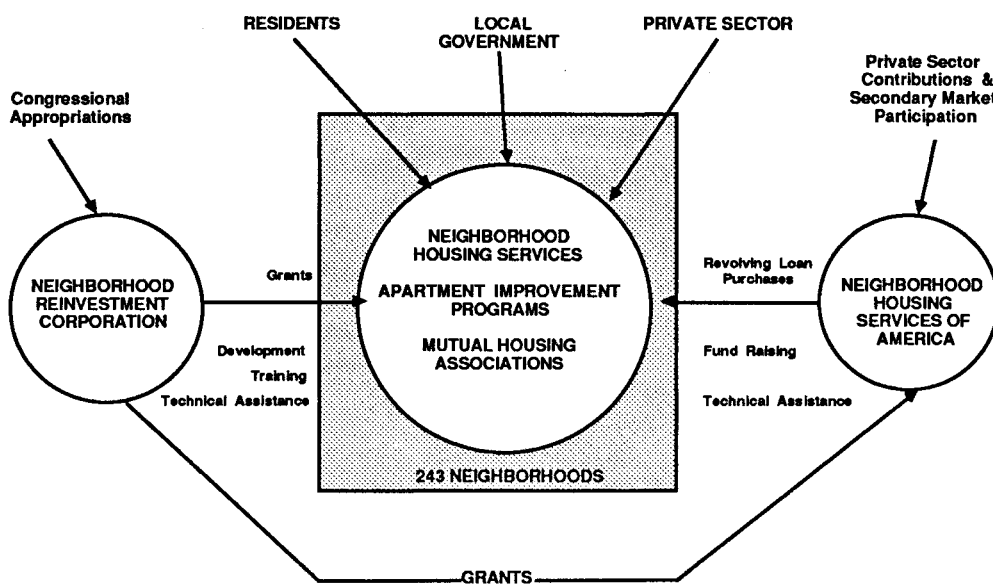 RESIDENTS
LOCAL
GOVERNMENT
PRIVATE SECTOR
Congressional
Appropriations
Private Sector
Contributions &
Secondary Market
Participation
NEIGHBORHOOD
REINVESTMENT
CORPORATION
Grants
Development
Training
Technical Assistance
NEIGHBORHOOD
HOUSING SERVICES
APARTMENT IMPROVEMENT
PROGRAMS
MUTUAL HOUSING
ASSOCIATIONS
243 NEIGHBORHOODS
Revolving Loan
Purchases
Fund Raising
Technical Assistance
NEIGHBORHOOD
HOUSING
SERVICES OF
AMERICA
GRANTS